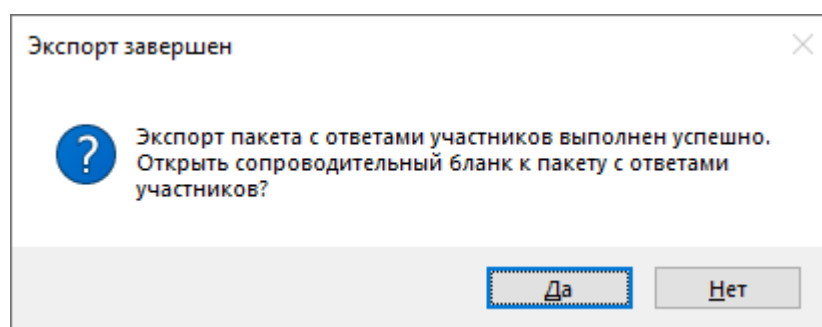 Экспорт завершен
Экспорт пакета с ответами участников выполнен успешно.
Открыть сопроводительный бланк к пакету с ответами
участников?
Да
Нет